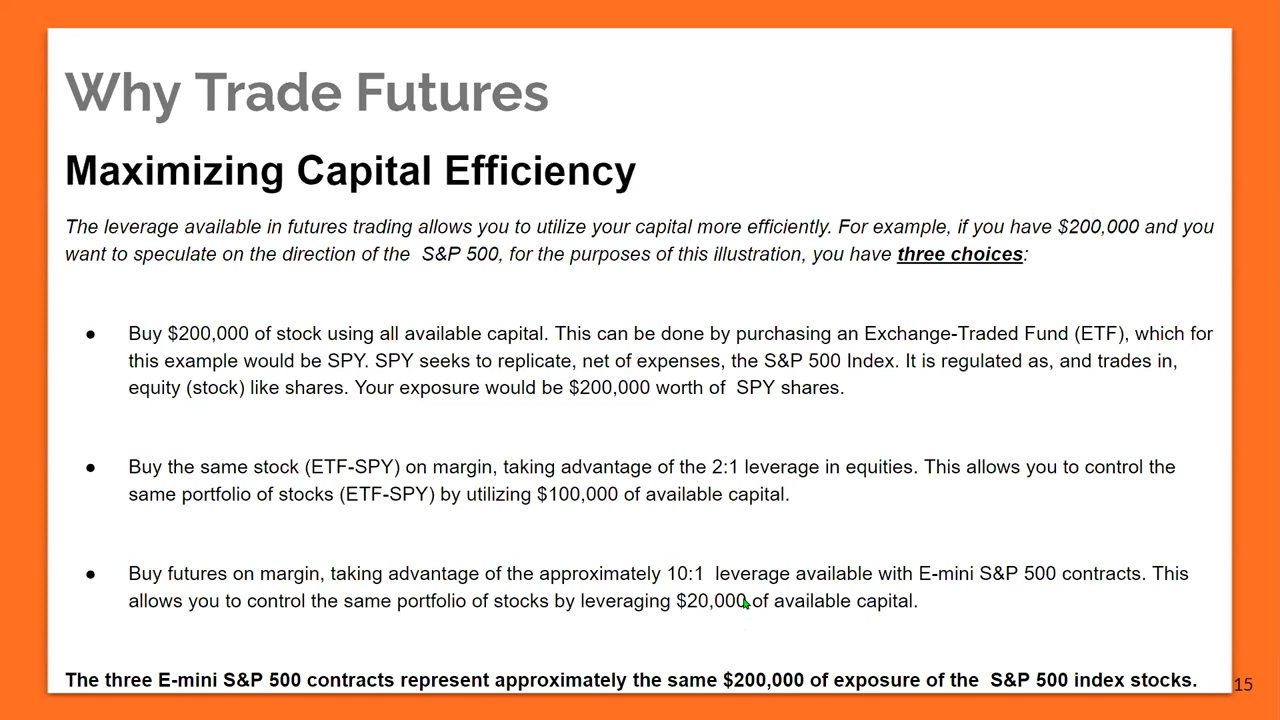 Why Trade Futures
Maximizing Capital Efficiency
The leverage available in futures trading allows you to utilize your capital more efficiently. For example, if you have $200,000 and you
want to speculate on the direction of the  S&P 500, for the purposes of this illustration, you have three choices:
● Buy $200,000 of stock using all available capital. This can be done by purchasing an Exchange-Traded Fund (ETF), which for
this example would be SPY. SPY seeks to replicate, net of expenses, the S&P 500 Index. It is regulated as, and trades in,
equity (stock) like shares. Your exposure would be $200,000 worth of  SPY shares.
● Buy the same stock (ETF-SPY) on margin, taking advantage of the 2:1 leverage in equities. This allows you to control the
same portfolio of stocks (ETF-SPY) by utilizing $100,000 of available capital.
● Buy futures on margin, taking advantage of the approximately 10:1  leverage available with E-mini S&P 500 contracts. This
allows you to control the same portfolio of stocks by leveraging $20,000 of available capital.
The three E-mini S&P 500 contracts represent approximately the same $200,000 of exposure of the  S&P 500 index stocks.
15